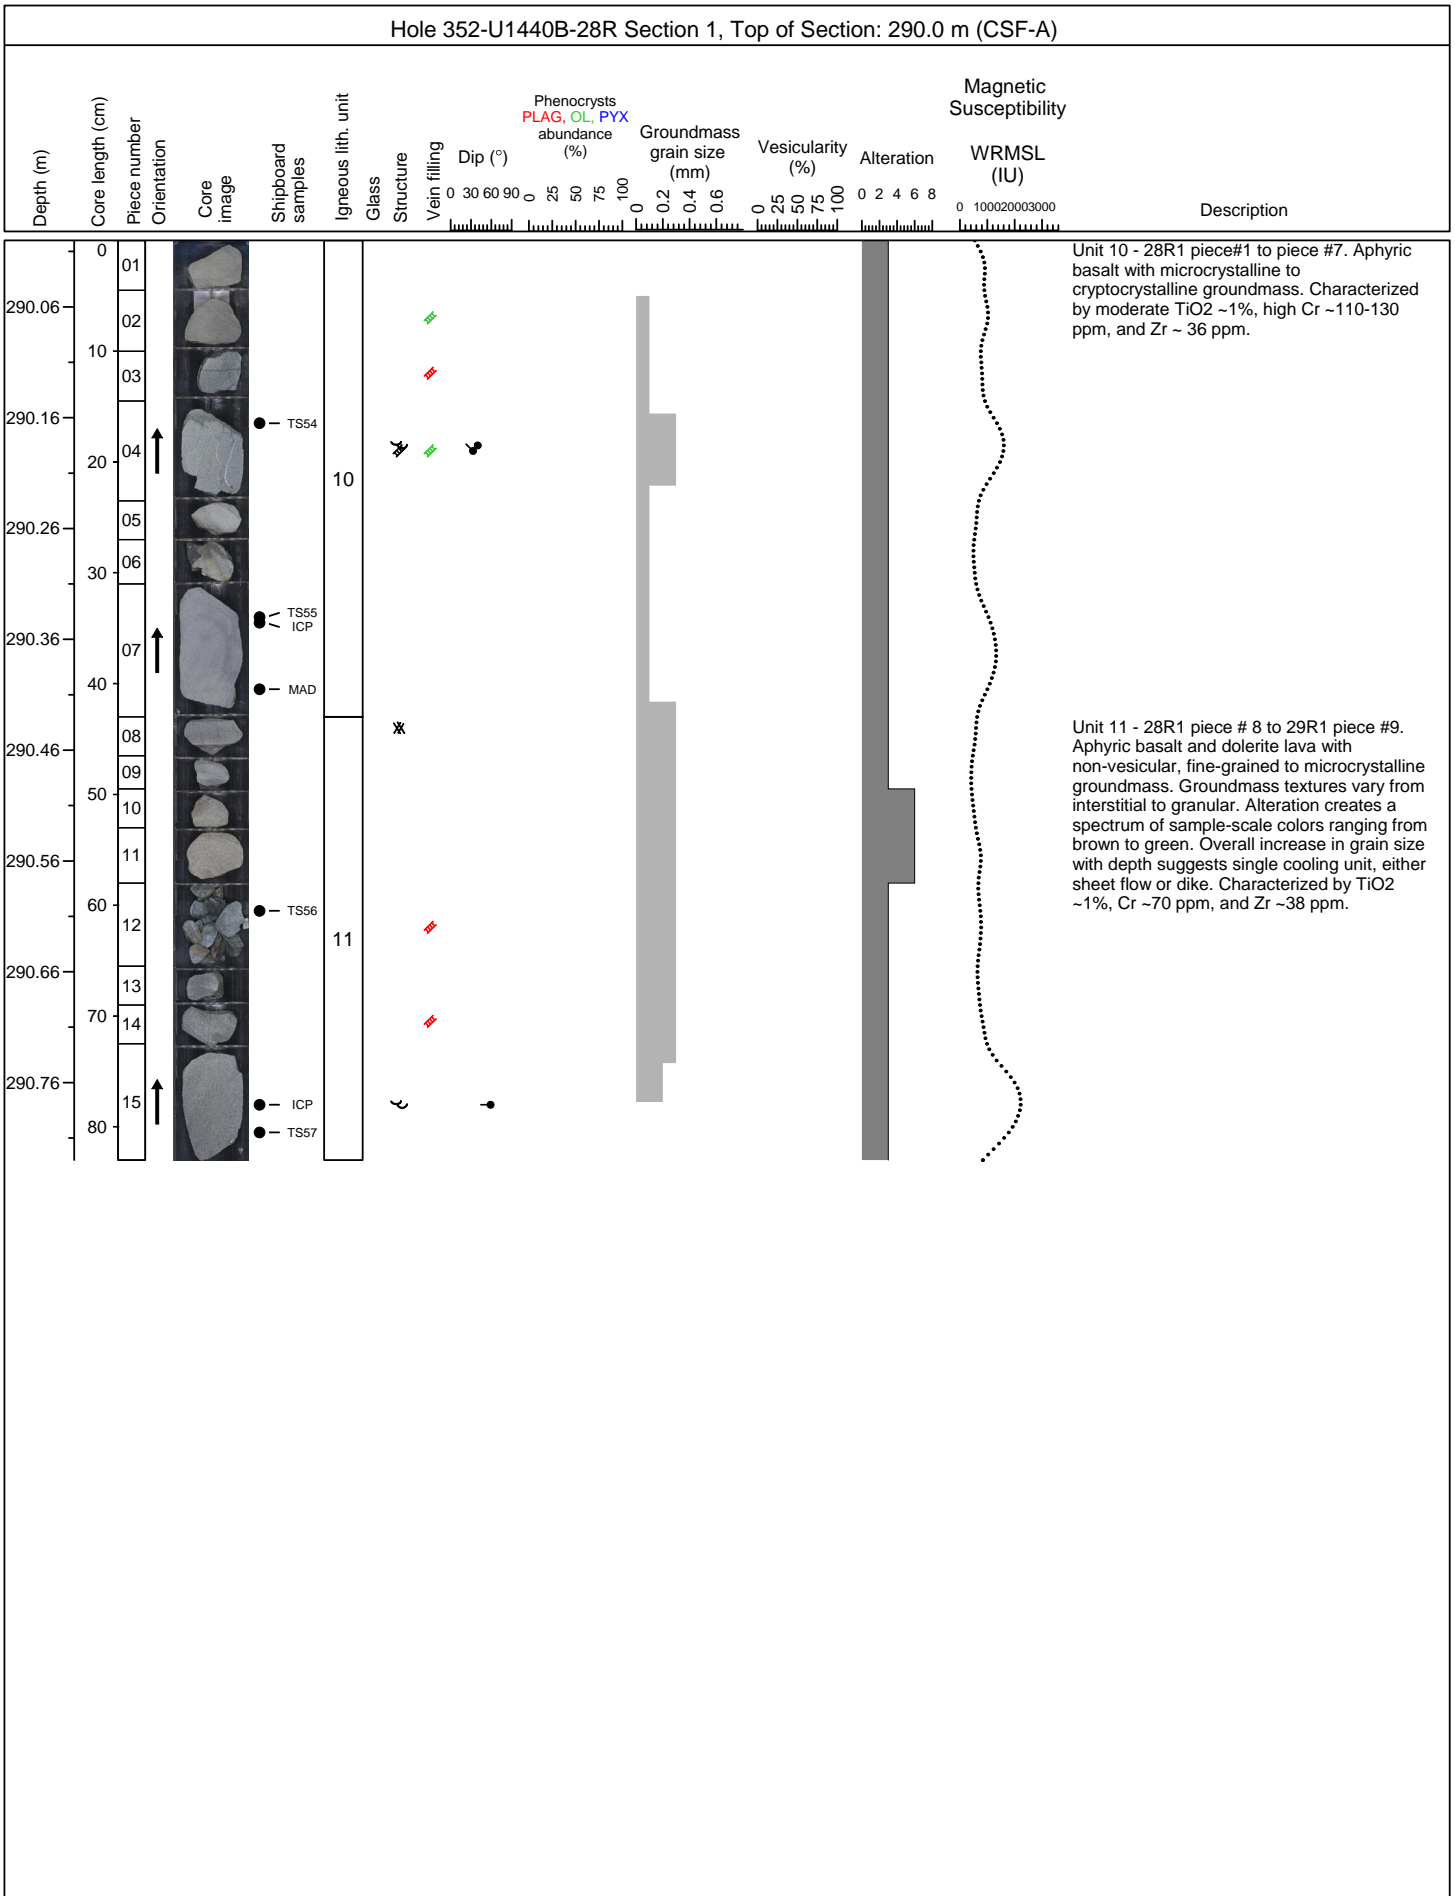 Hole 352-U1440B-28R Section 1, Top of Section: 290.0 m (CSF-A)
Depth (m)
Core length (cm)
Piece number
Orientation
Core
image
Shipboard
samples
Igneous lith. unit
Glass
Structure
Vein filling
Dip (°)
0 30 60 90
Phenocrysts
PLAG, OL, PYX
abundance
(%)
0 25 50 75 100
Groundmass
grain size
(mm)
0 0.2 0.4 0.6
Vesicularity
(%)
0 25 50 75 100
Alteration
0 2 4 6 8
Magnetic
Susceptibility
WRMSL
(IU)
0 100020003000
Description
290.06
290.16
290.26
290.36
290.46
290.56
290.66
290.76
0
10
20
30
40
50
60
70
80
01
02
03
04
05
06
07
08
09
10
11
12
13
14
15
TS54
TS55
ICP
MAD
TS56
ICP
TS57
10
11
Unit 10 - 28R1 piece#1 to piece #7. Aphyric
basalt with microcrystalline to
cryptocrystalline groundmass. Characterized
by moderate TiO2 ~1%, high Cr ~110-130
ppm, and Zr ~ 36 ppm.
Unit 11 - 28R1 piece # 8 to 29R1 piece #9.
Aphyric basalt and dolerite lava with
non-vesicular, fine-grained to microcrystalline
groundmass. Groundmass textures vary from
interstitial to granular. Alteration creates a
spectrum of sample-scale colors ranging from
brown to green. Overall increase in grain size
with depth suggests single cooling unit, either
sheet flow or dike. Characterized by TiO2
~1%, Cr ~70 ppm, and Zr ~38 ppm.